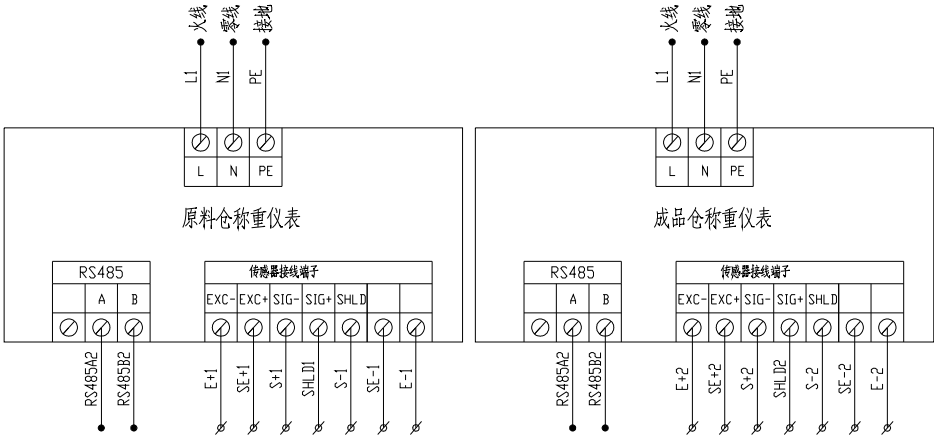 火线 零线 接地 火线 零线 接地
L1 N1 PE L1 N1 PE
L N PE L N PE
原料仓称重仪表 成品仓称重仪表
RS485 传感器接线端子 RS485 传感器接线端子
A B EXC- EXC+ SIG- SIG+ SHLD A B EXC- EXC+ SIG- SIG+ SHLD
RS485A2 RS485B2 E+1 SE+1 S+1 SHLD1 S-1 SE-1 E-1 RS485A2 RS485B2 E+2 SE+2 S+2 SHLD2 S-2 SE-2 E-2